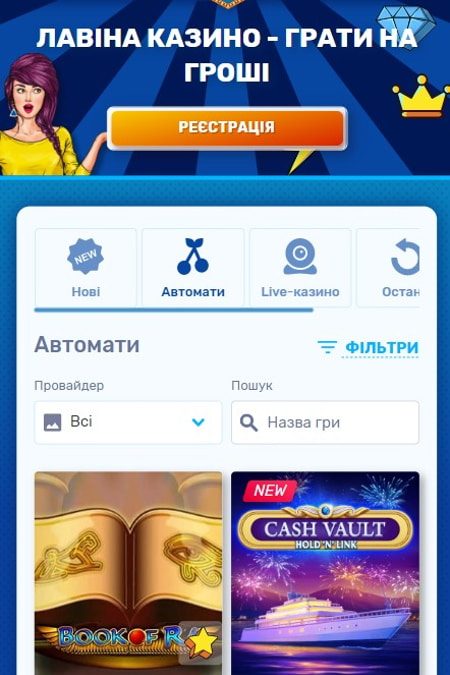 ЛАВІНА КАЗИНО - ГРАТИ НА
ГРОШІ
РЕЄСТРАЦІЯ
NEW
Нові
Автомати
Live-казино
Остан
Автомати
ФІЛЬТРИ
Провайдер
Пошук
Всі
Назва гри
NEW
CASH VAULT
HOLD 'N' LINK
BOOK OF R